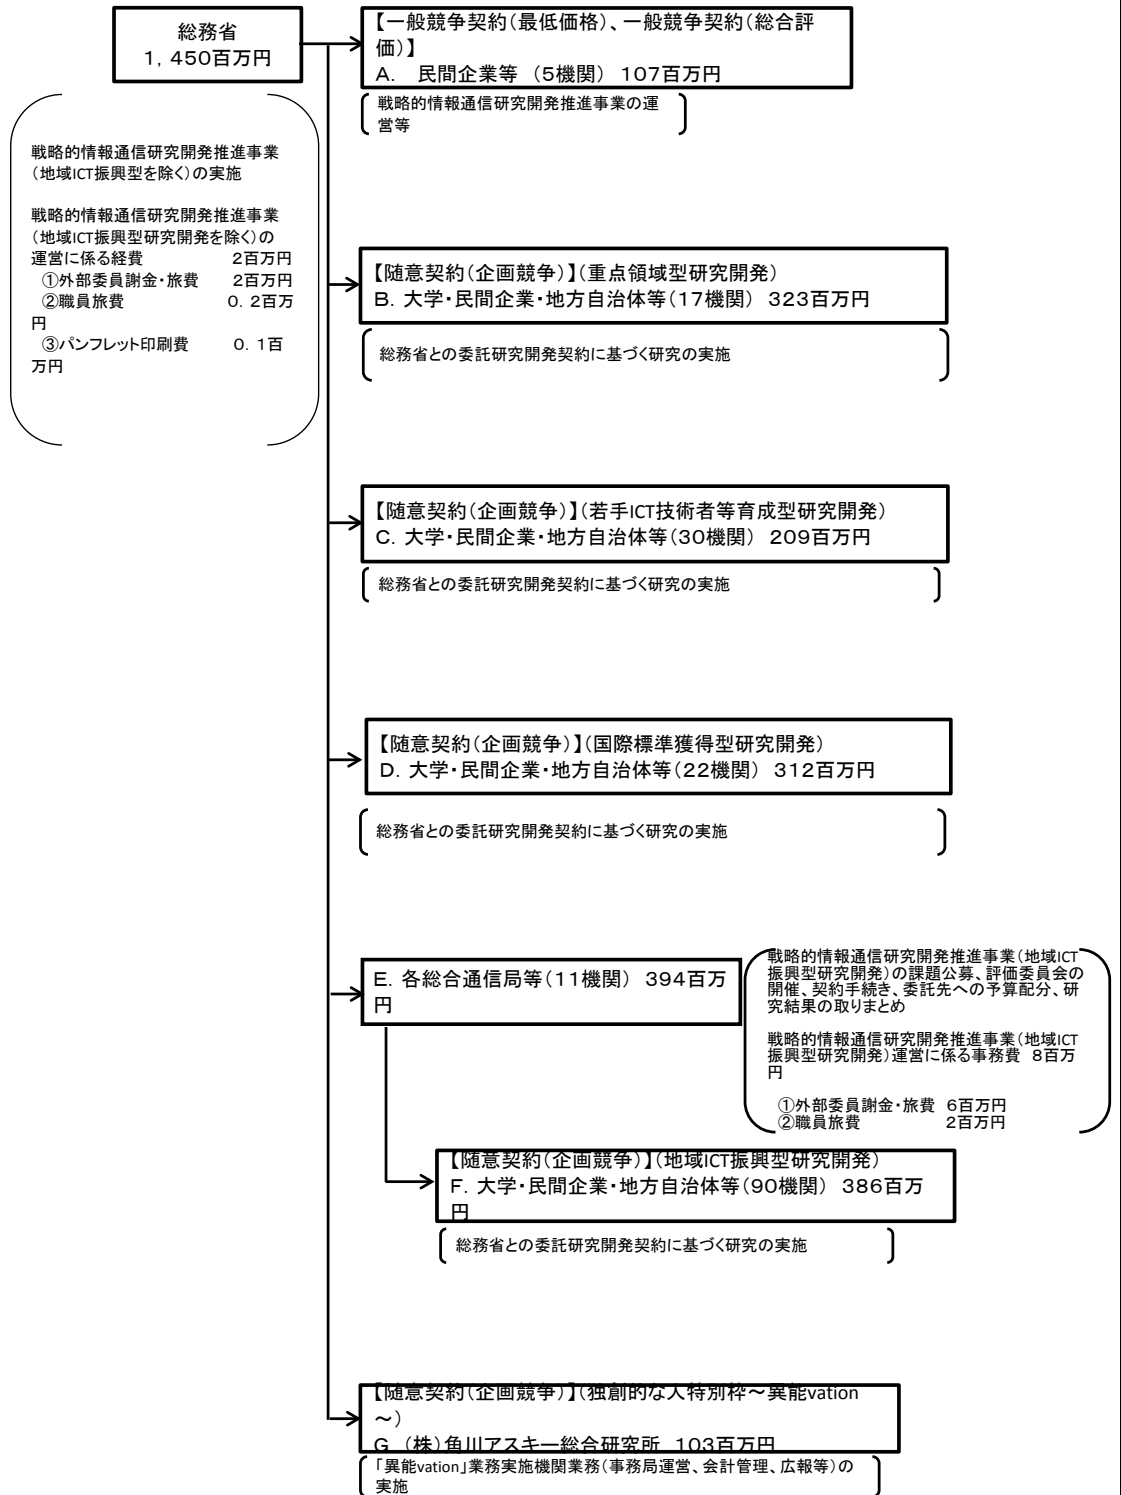 総務省
1,450百万円
【一般競争契約(最低価格)、一般競争契約(総合評
価)】
A. 民間企業等 (5機関) 107百万円
戦略的情報通信研究開発推進事業の運
営等
戦略的情報通信研究開発推進事業
(地域ICT振興型を除く)の実施
戦略的情報通信研究開発推進事業
(地域ICT振興型研究開発を除く)の
運営に係る経費 2百万円
①外部委員謝金・旅費 2百万円
②職員旅費 0.2百万
円
③パンフレット印刷費 0.1百
万円
【随意契約(企画競争)】(重点領域型研究開発)
B. 大学・民間企業・地方自治体等(17機関) 323百万円
総務省との委託研究開発契約に基づく研究の実施
【随意契約(企画競争)】(若手ICT技術者等育成型研究開発)
C. 大学・民間企業・地方自治体等(30機関) 209百万円
総務省との委託研究開発契約に基づく研究の実施
【随意契約(企画競争)】(国際標準獲得型研究開発)
D. 大学・民間企業・地方自治体等(22機関) 312百万円
総務省との委託研究開発契約に基づく研究の実施
E. 各総合通信局等(11機関) 394百万
円
戦略的情報通信研究開発推進事業(地域ICT
振興型研究開発)の課題公募、評価委員会の
開催、契約手続き、委託先への予算配分、研
究結果の取りまとめ
戦略的情報通信研究開発推進事業(地域ICT
振興型研究開発)運営に係る事務費 8百万
円
①外部委員謝金・旅費 6百万円
②職員旅費 2百万円
【随意契約(企画競争)】(地域ICT振興型研究開発)
F. 大学・民間企業・地方自治体等(90機関) 386百万
円
総務省との委託研究開発契約に基づく研究の実施
【随意契約(企画競争)】(独創的な人特別枠~異能vation
~)
G (株)角川アスキー総合研究所 103百万円
「異能vation」業務実施機関業務(事務局運営、会計管理、広報等)の
実施